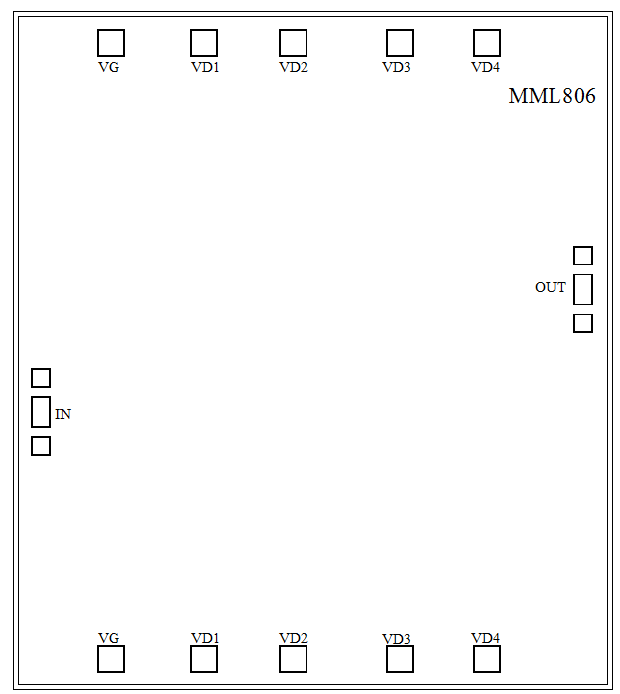 VG VD1 VD2 VD3 VD4
MML806
OUT
IN
VG VD1 VD2 VD3 VD4